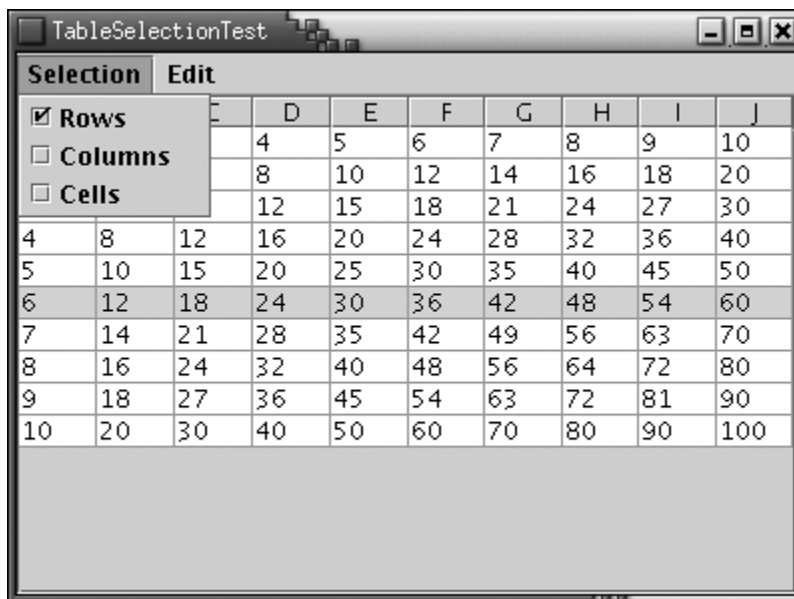 TableSelectionTest
Selection Edit
Rows
Columns
Cells
D E F G H I J
4 5 6 7 8 9 10
8 10 12 14 16 18 20
12 15 18 21 24 27 30
4 8 12 16 20 24 28 32 36 40
5 10 15 20 25 30 35 40 45 50
6 12 18 24 30 36 42 48 54 60
7 14 21 28 35 42 49 56 63 70
8 16 24 32 40 48 56 64 72 80
9 18 27 36 45 54 63 72 81 90
10 20 30 40 50 60 70 80 90 100